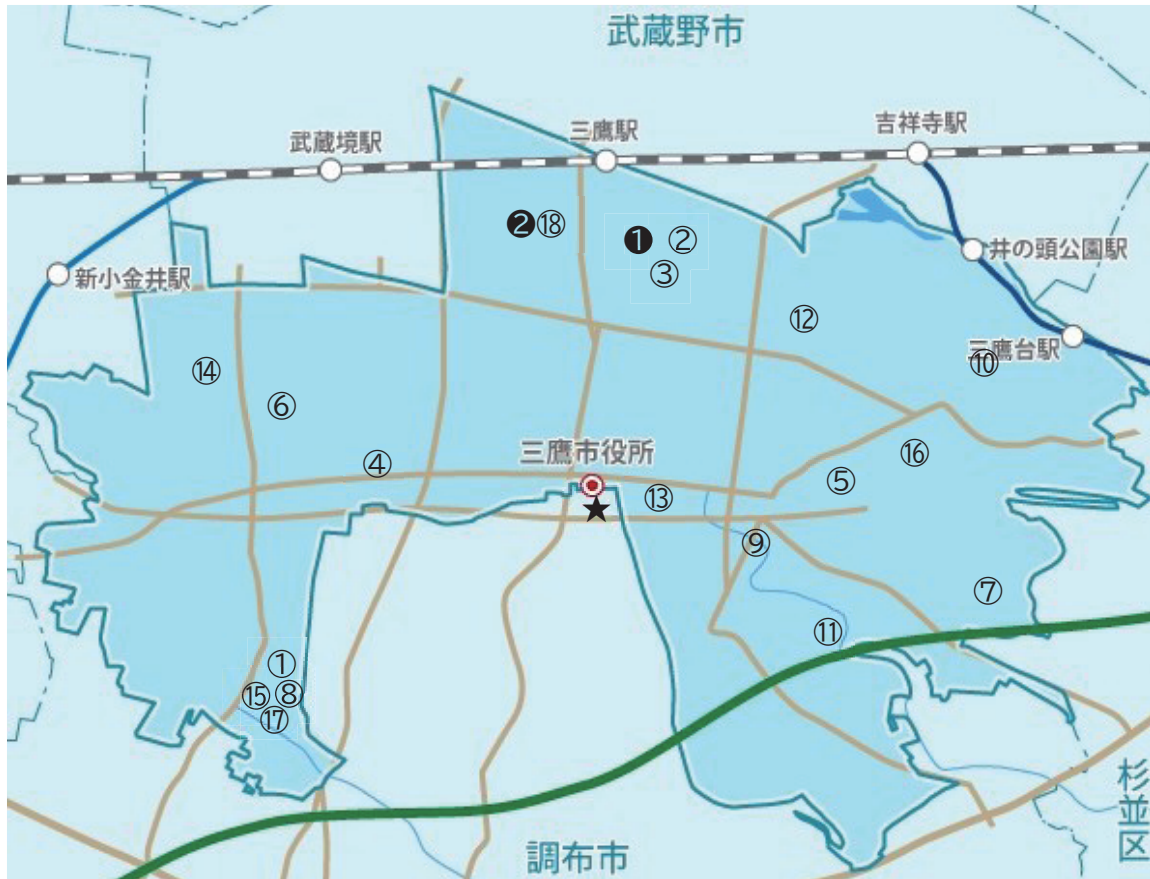 武蔵野市
吉祥寺駅
三鷹駅
武蔵境駅
❷⑱
❶②
③
井の頭公園駅
新小金井駅
⑫
三鷹台駅
⑩
⑭
⑥
三鷹市役所
④
⑯
⑤
⑬
★
⑨
⑦
⑪
①
⑮⑧
⑰
杉並区
調布市